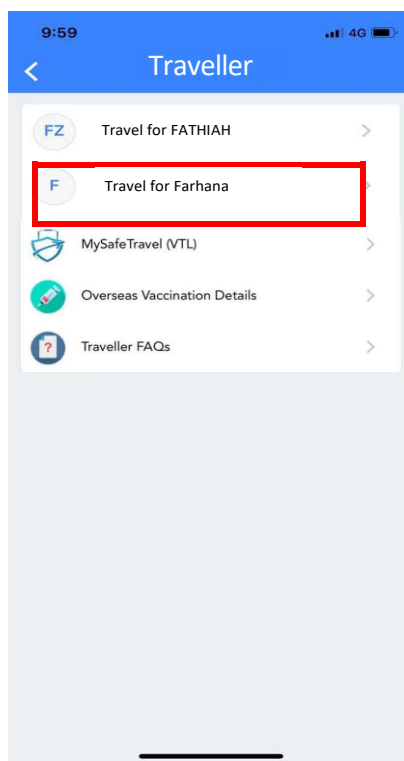 9:59
4G
Traveller
FZ
Travel for FATHIAH
F
Travel for Farhana
MySafeTravel (VTL)
Overseas Vaccination Details
?
Traveller FAQs